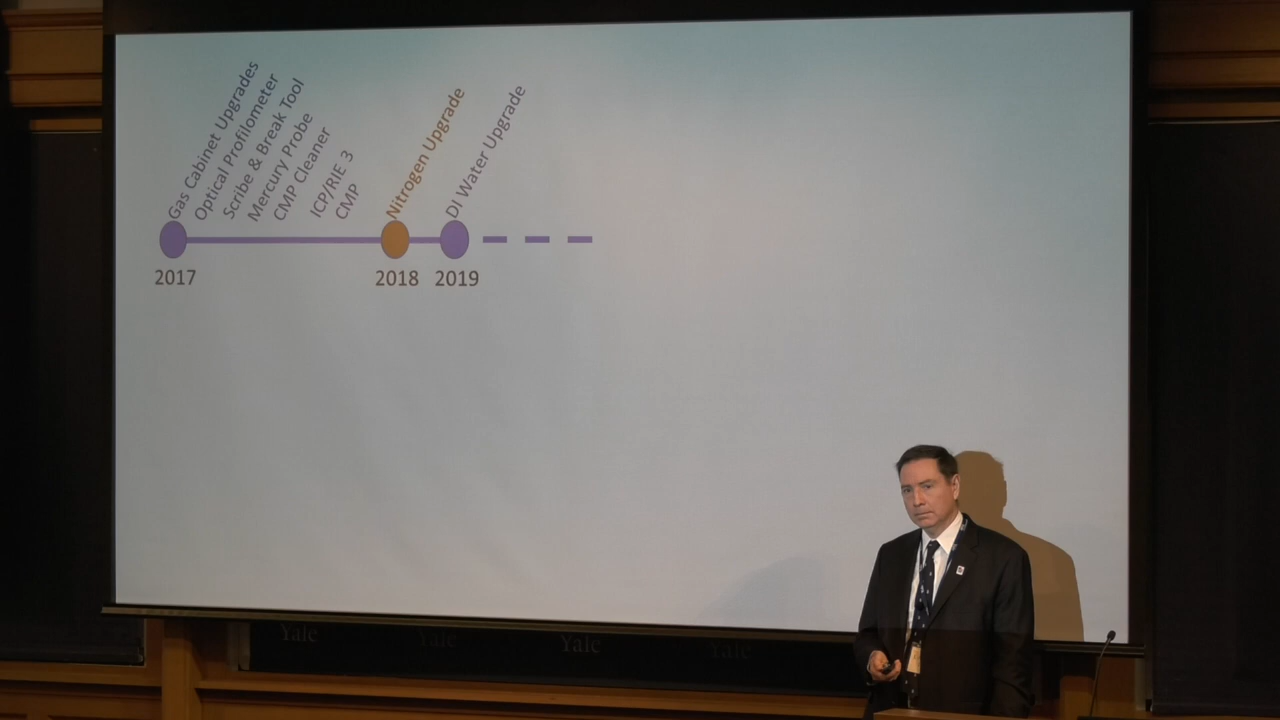 Gas Cabinet Upgrades
Optical Profilometer
Scribe & Break Tool
Mercury Probe
CMP Cleaner
ICP/RIE 3
CMP
Nitrogen Upgrade
DI Water Upgrade
2017
2018
2019
Yale
Yale
Yale
Yale